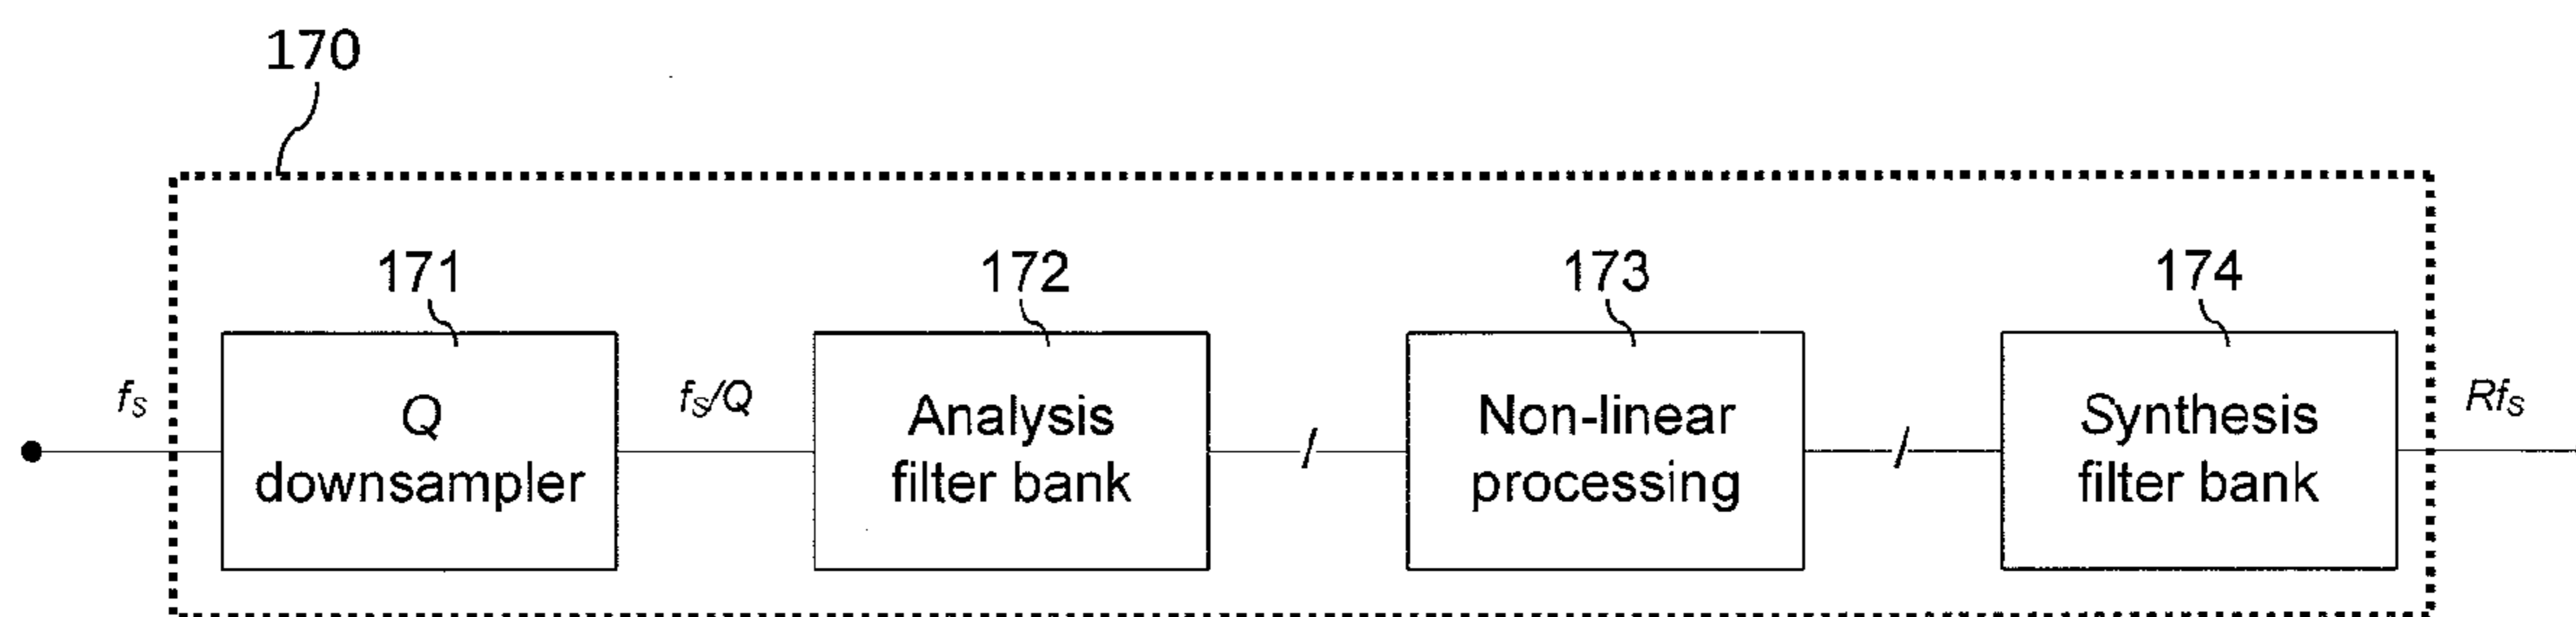 170
171
172
173
174
fS
Q
downsampler
fS/Q
Analysis
filter bank
/
Non-linear
processing
/
Synthesis
filter bank
RfS